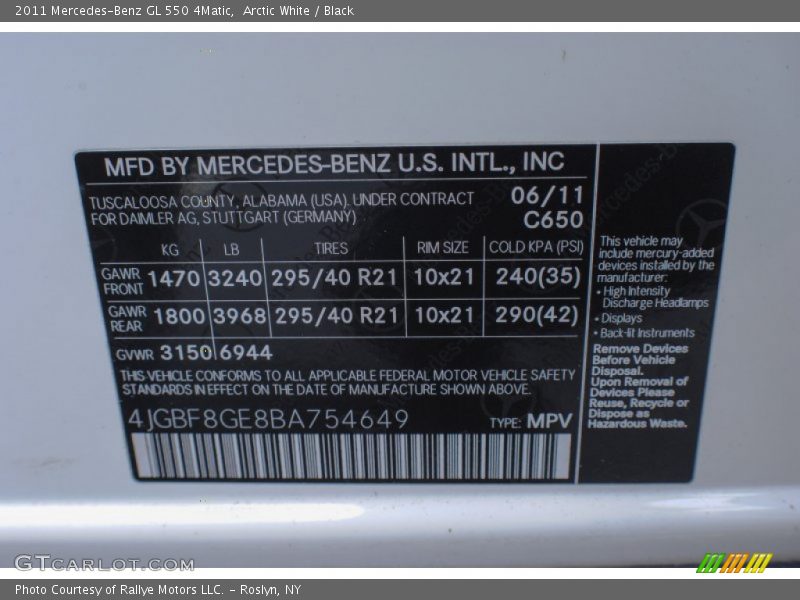 2011 Mercedes-Benz GL 550 4Matic,  Arctic White / Black
MFD BY MERCEDES-BENZ U.S. INTL., INC
TUSCALOOSA COUNTY, ALABAMA (USA). UNDER CONTRACT
FOR DAIMLER AG, STUTTGART (GERMANY)
06/11
C650
KG LB TIRES RIM SIZE COLD KPA (PSI)
GAWR FRONT 1470 3240 295/40 R21 10x21 240(35)
GAWR REAR 1800 3968 295/40 R21 10x21 290(42)
GVWR 3150 6944
THIS VEHICLE CONFORMS TO ALL APPLICABLE FEDERAL MOTOR VEHICLE SAFETY
STANDARDS IN EFFECT ON THE DATE OF MANUFACTURE SHOWN ABOVE.
4JGBF8GE8BA754649 TYPE: MPV
This vehicle may
include mercury-added
devices installed by the
manufacturer:
• High Intensity
Discharge Headlamps
• Displays
• Back-lit Instruments
Remove Devices
Before Vehicle
Disposal.
Upon Removal of
Devices Please
Reuse, Recycle or
Dispose as
Hazardous Waste.
GTCARLOT.COM
Photo Courtesy of Rallye Motors LLC. - Roslyn, NY